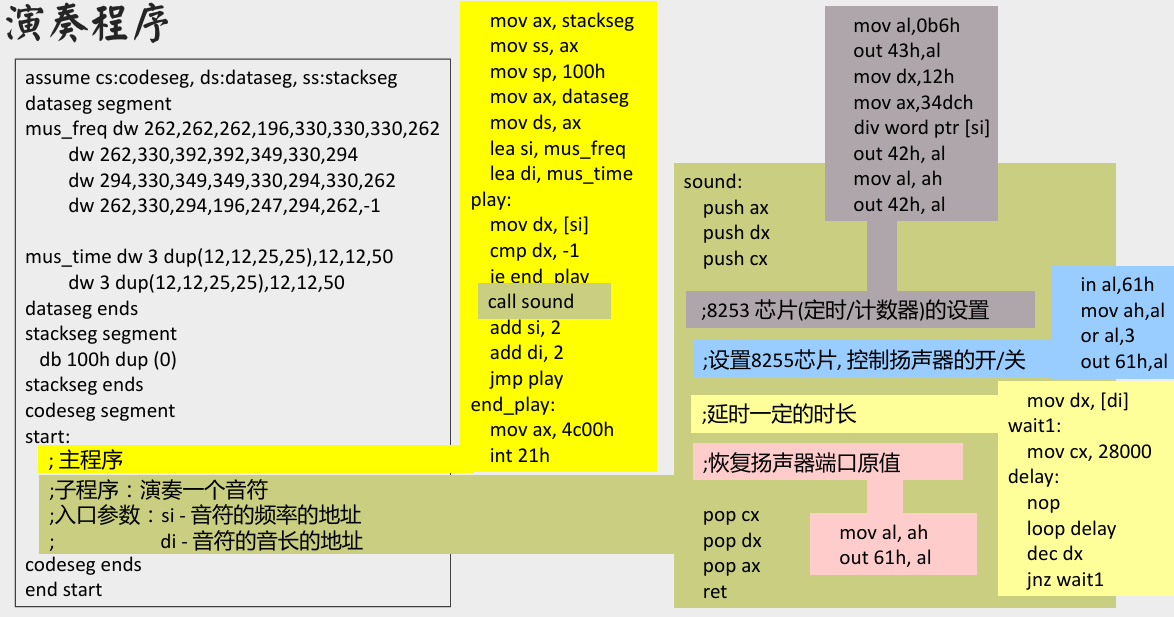 演奏程序
assume cs:codeseg, ds:dataseg, ss:stackseg
dataseg segment
mus_freq dw 262,262,262,196,330,330,330,262
dw 262,330,392,392,349,330,294
dw 294,330,349,349,330,294,330,262
dw 262,330,294,196,247,294,262,-1
mus_time dw 3 dup(12,12,25,25),12,12,50
dw 3 dup(12,12,25,25),12,12,50
dataseg ends
stackseg segment
db 100h dup (0)
stackseg ends
codeseg segment
start:
; 主程序
;子程序：演奏一个音符
;入口参数：si - 音符的频率的地址
; di - 音符的音长的地址
codeseg ends
end start
mov ax, stackseg
mov ss, ax
mov sp, 100h
mov ax, dataseg
mov ds, ax
lea si, mus_freq
lea di, mus_time
play:
mov dx, [si]
cmp dx, -1
je end_play
call sound
add si, 2
add di, 2
jmp play
end_play:
mov ax, 4c00h
int 21h
sound:
push ax
push dx
push cx
;8253 芯片(定时/计数器)的设置
;设置8255芯片, 控制扬声器的开/关
;延时一定的时长
;恢复扬声器端口原值
pop cx
pop dx
pop ax
ret
mov al,0b6h
out 43h,al
mov dx,12h
mov ax,34dch
div word ptr [si]
out 42h, al
mov al, ah
out 42h, al
in al,61h
mov ah,al
or al,3
out 61h,al
mov dx, [di]
wait1:
mov cx, 28000
delay:
nop
loop delay
dec dx
jnz wait1
mov al, ah
out 61h, al